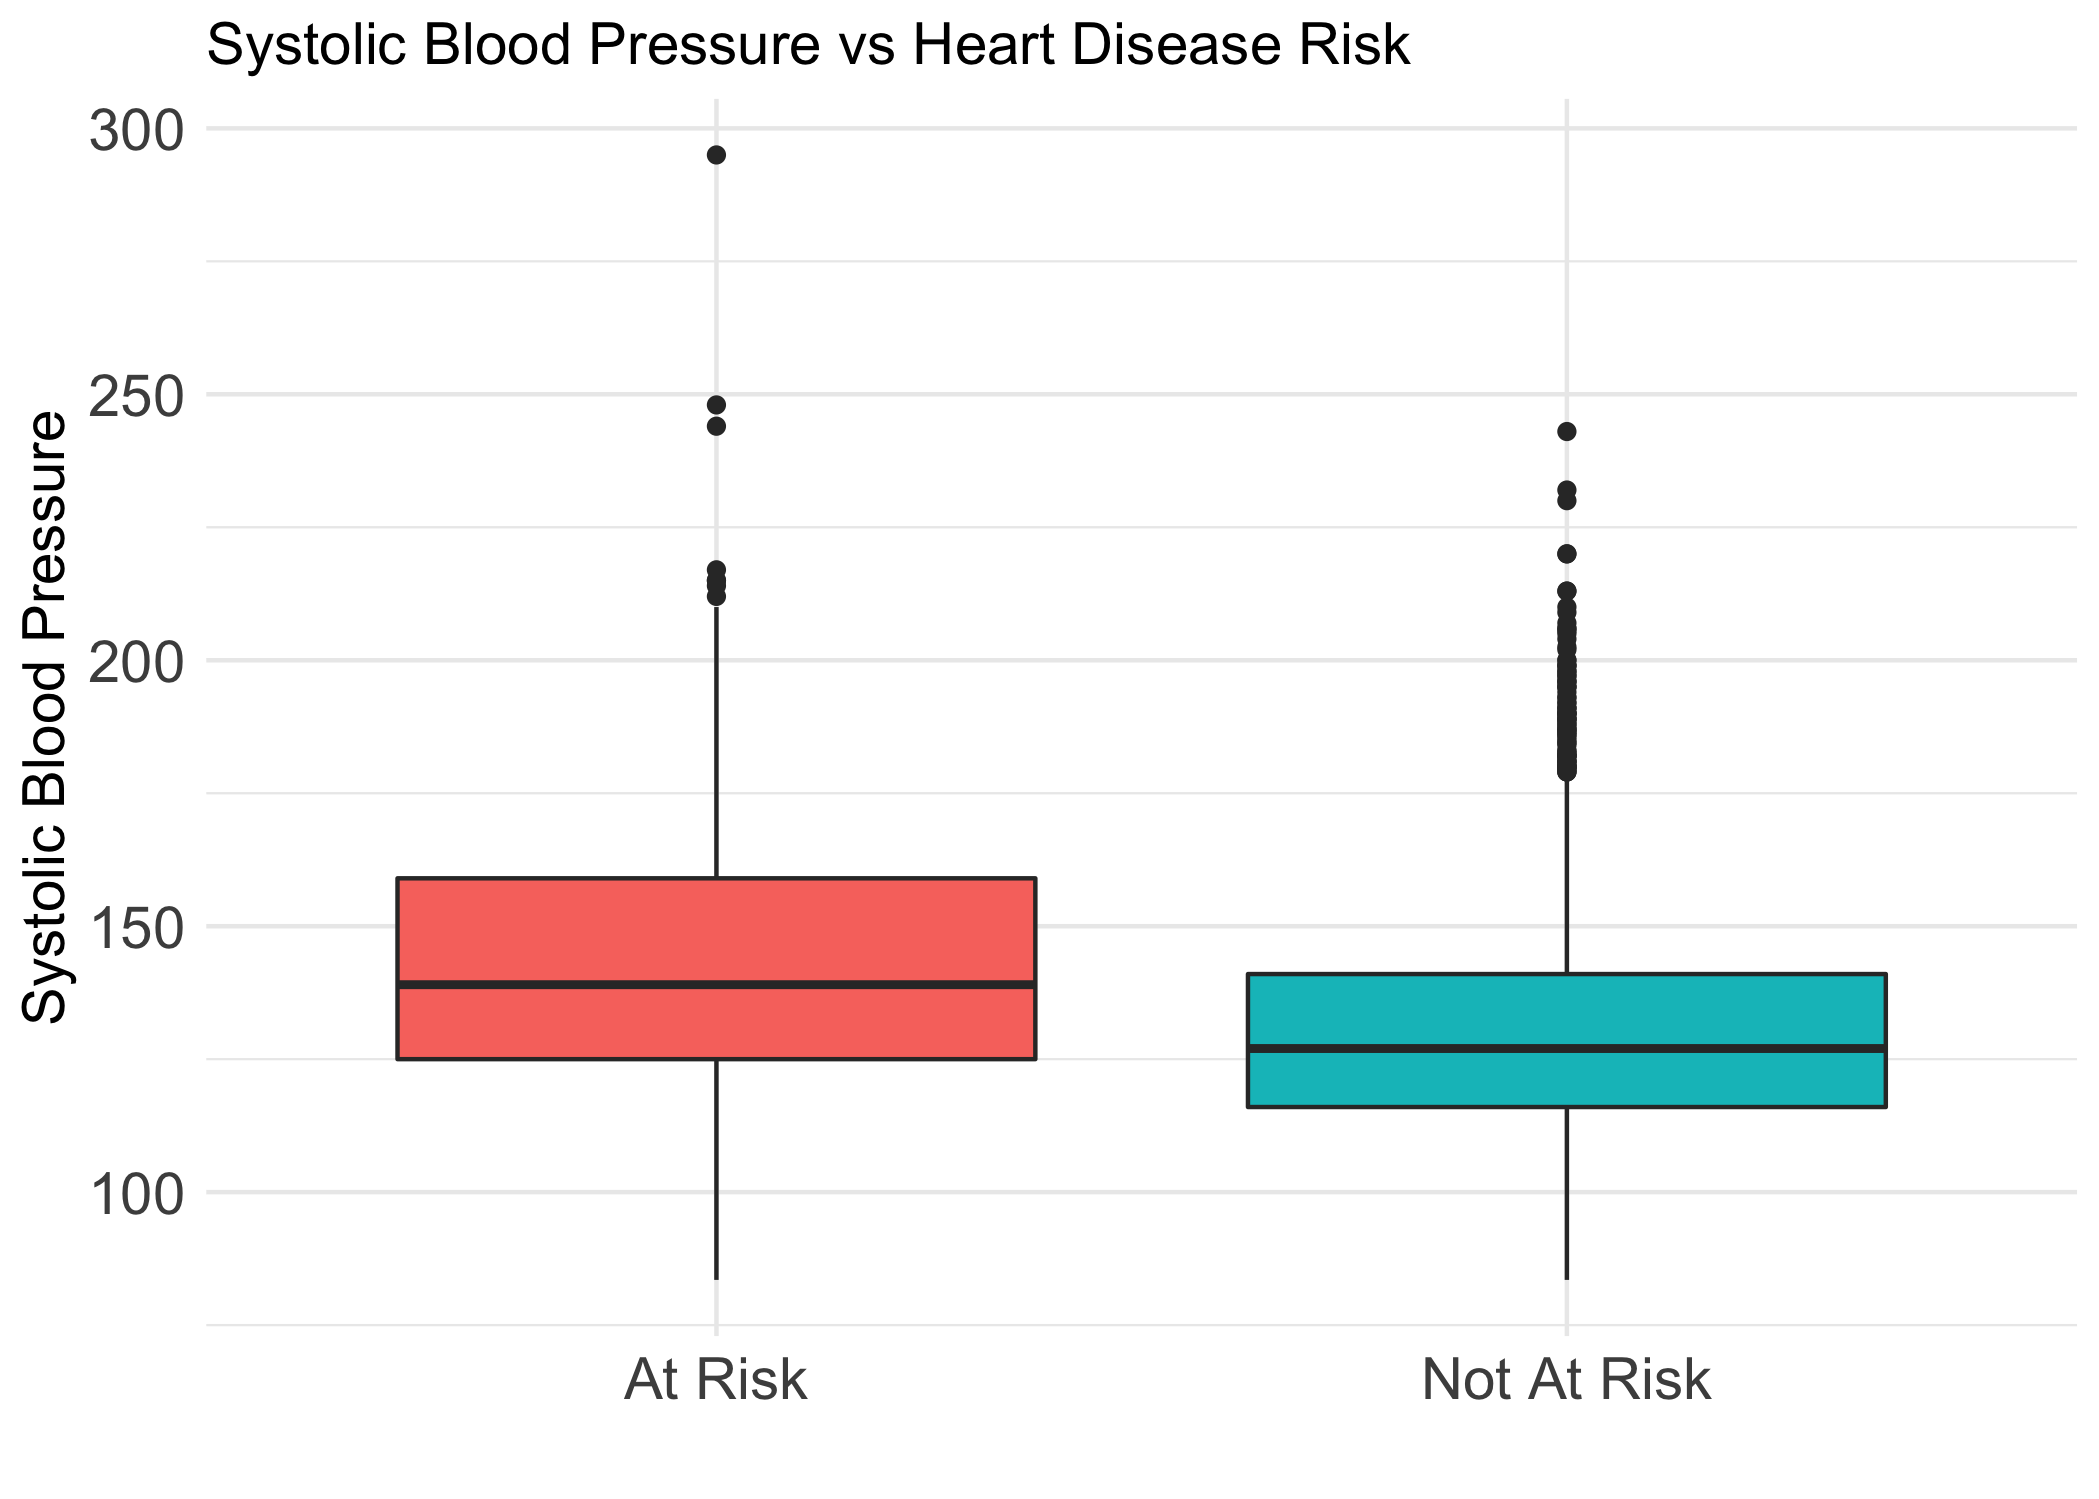 Systolic Blood Pressure vs Heart Disease Risk
Systolic Blood Pressure
300
250
200
150
100
At Risk
Not At Risk